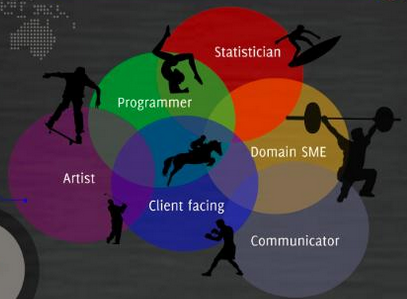 Statistician
Programmer
Domain SME
Artist
Client facing
Communicator